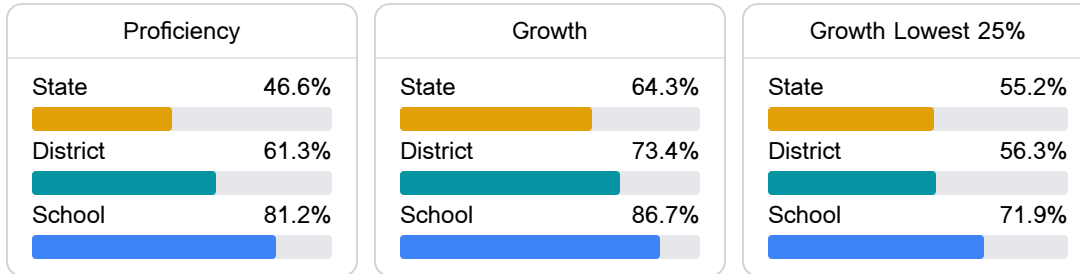 Proficiency
State 46.6%
District 61.3%
School 81.2%
Growth
State 64.3%
District 73.4%
School 86.7%
Growth Lowest 25%
State 55.2%
District 56.3%
School 71.9%